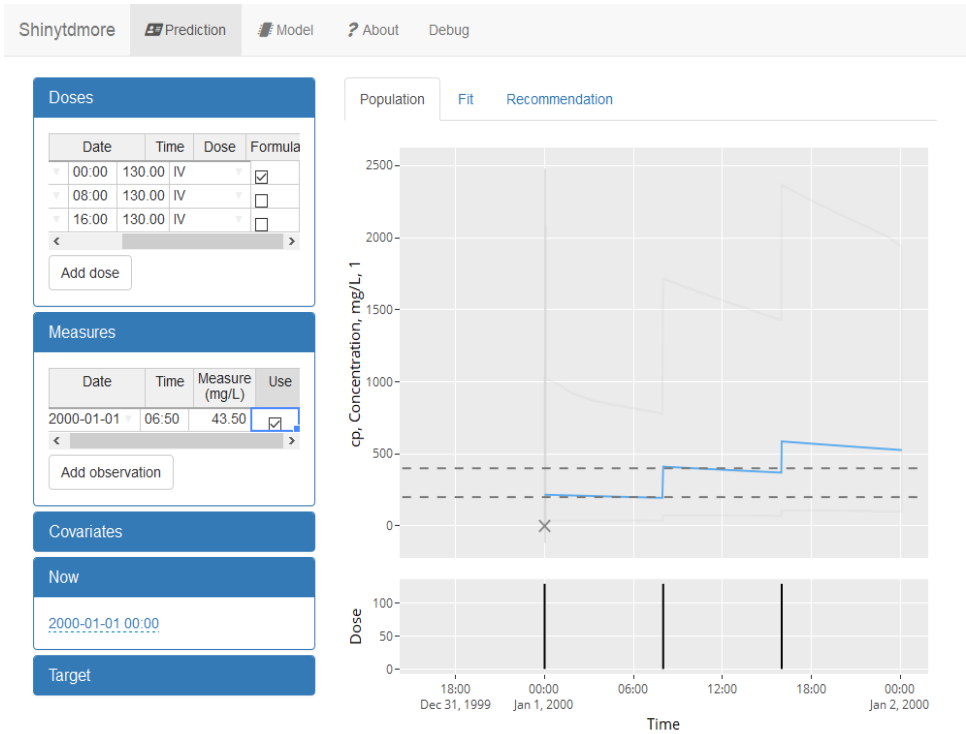 Shinytdmore Prediction Model ? About Debug
Doses
Date Time Dose Formula
00:00 130.00 IV
08:00 130.00 IV
16:00 130.00 IV
Add dose
Measures
Date Time Measure (mg/L) Use
2000-01-01 06:50 43.50
Add observation
Covariates
Now
2000-01-01 00:00
Target
Population Fit Recommendation
cp, Concentration, mg/L, 1
2500
2000
1500
1000
500
0
Dose
100
50
0
18:00 00:00 06:00 12:00 18:00 00:00
Dec 31, 1999 Jan 1, 2000 Jan 2, 2000
Time